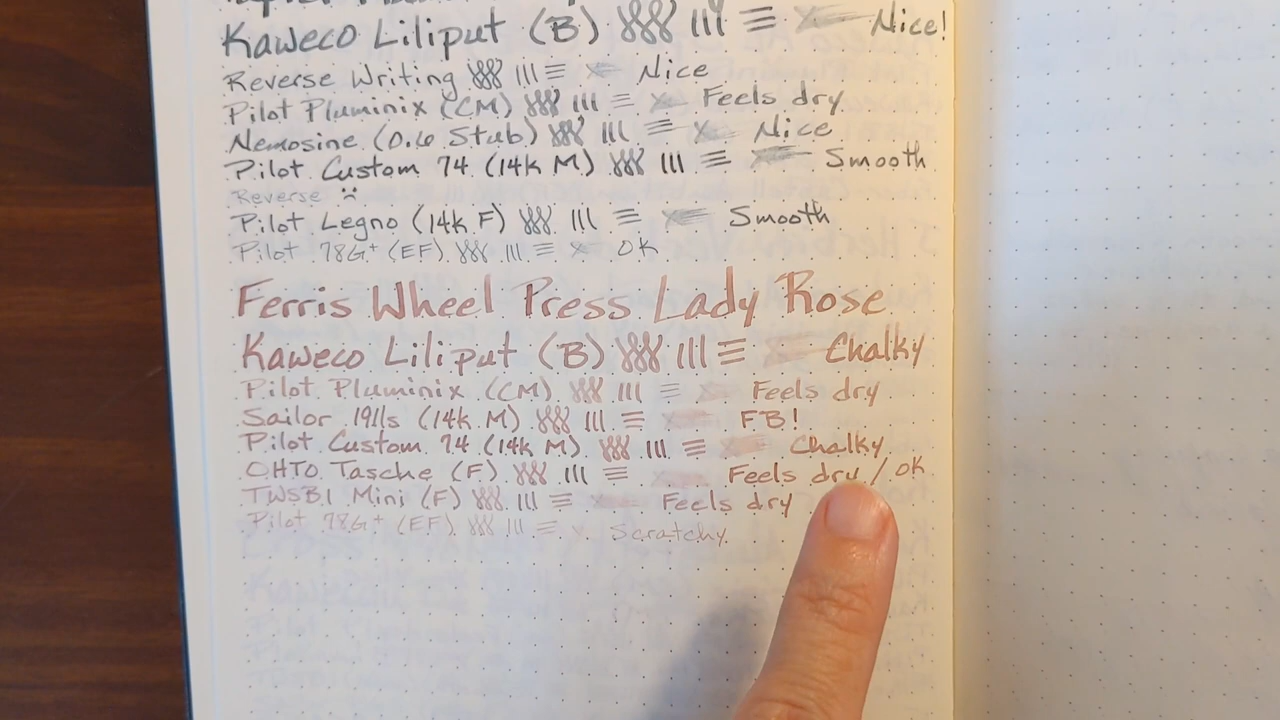 Kaweco Liliput (B) Nice!
Reverse Writing Nice
Pilot Pluminix (CM) Feels dry
Nemosine (0.6 Stub) Nice
Pilot Custom 74 (14k M) Smooth
Reverse
Pilot Legno (14k F) Smooth
Pilot 78G+ (EF) OK
Ferris Wheel Press Lady Rose
Kaweco Liliput (B) Chalky
Pilot Pluminix (CM) Feels dry
Sailor 1911s (14k M) FB!
Pilot Custom 74 (14k M) Chalky
OHTO Tasche (F) Feels dry / OK
TWSBI Mini (F) Feels dry
Pilot 78G+ (EF) Scratchy